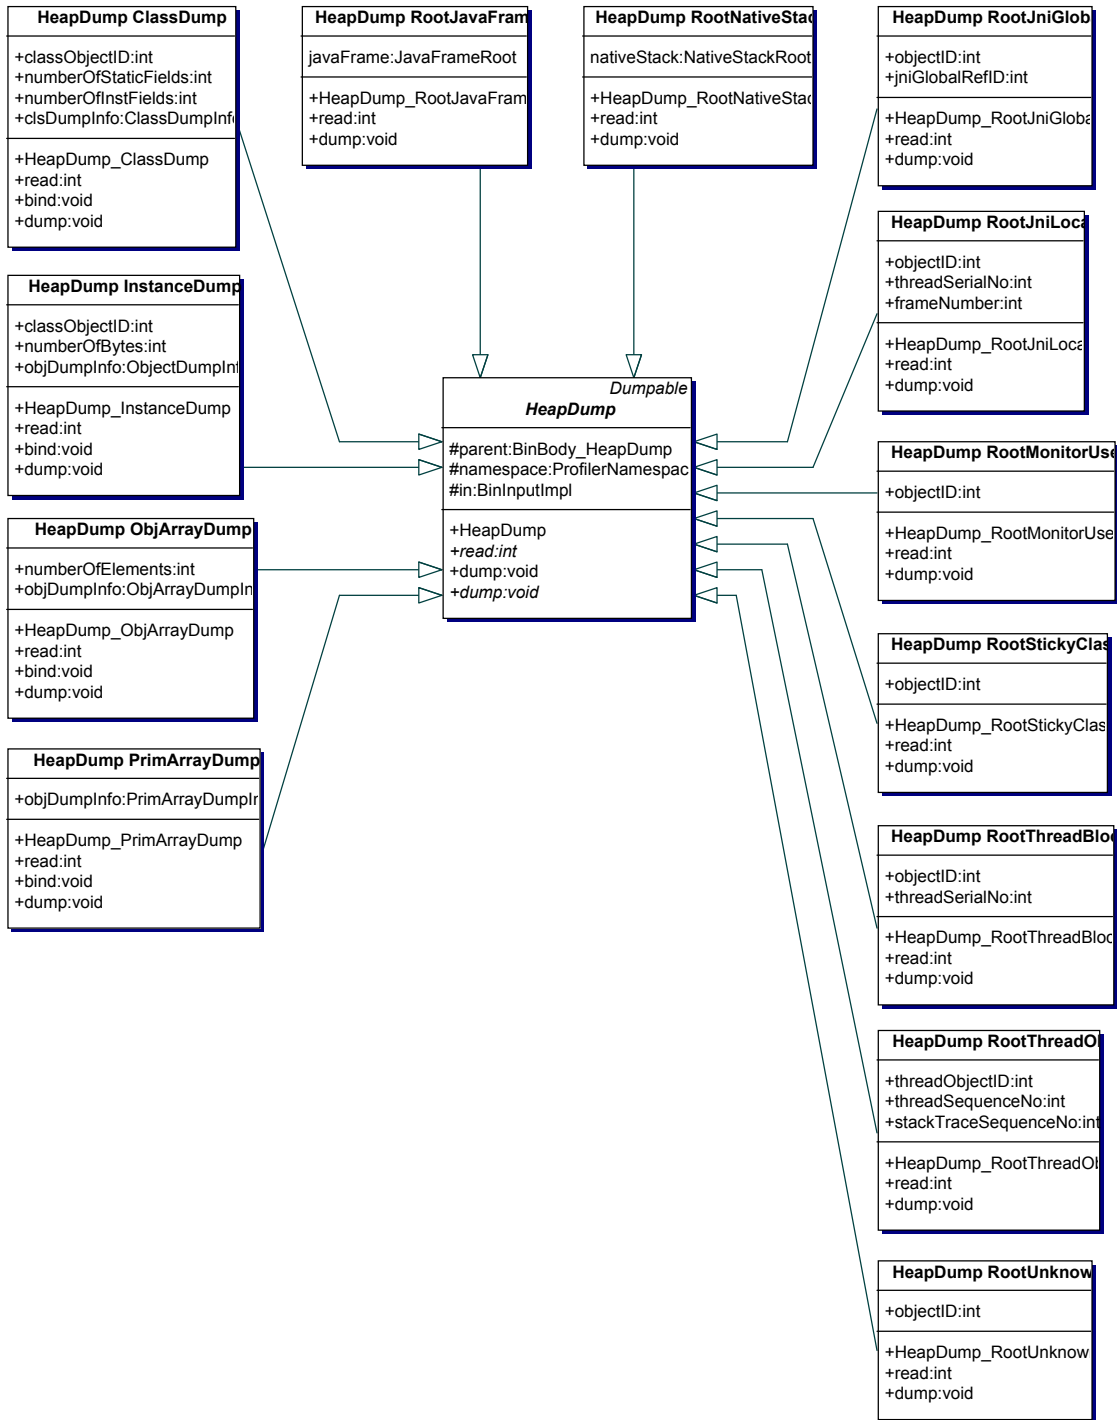 HeapDump ClassDump
+classObjectID:int
+numberOfStaticFields:int
+numberOfInstFields:int
+clsDumpInfo:ClassDumpInf
+HeapDump_ClassDump
+read:int
+bind:void
+dump:void
HeapDump RootJavaFram
javaFrame:JavaFrameRoot
+HeapDump_RootJavaFram
+read:int
+dump:void
HeapDump RootNativeStac
nativeStack:NativeStackRoot
+HeapDump_RootNativeStac
+read:int
+dump:void
HeapDump RootJniGloba
+objectID:int
+jniGlobalRefID:int
+HeapDump_RootJniGloba
+read:int
+dump:void
HeapDump RootJniLoca
+objectID:int
+threadSerialNo:int
+frameNumber:int
+HeapDump_RootJniLoca
+read:int
+dump:void
HeapDump InstanceDump
+classObjectID:int
+numberOfBytes:int
+objDumpInfo:ObjectDumpInf
+HeapDump_InstanceDump
+read:int
+bind:void
+dump:void
Dumpable
HeapDump
#parent:BinBody_HeapDump
#namespace:ProfilerNamespac
#in:BinInputImpl
+HeapDump
+read:int
+dump:void
+dump:void
HeapDump RootMonitorUse
+objectID:int
+HeapDump_RootMonitorUse
+read:int
+dump:void
HeapDump ObjArrayDump
+numberOfElements:int
+objDumpInfo:ObjArrayDumpIn
+HeapDump_ObjArrayDump
+read:int
+bind:void
+dump:void
HeapDump RootStickyClas
+objectID:int
+HeapDump_RootStickyClas
+read:int
+dump:void
HeapDump PrimArrayDump
+objDumpInfo:PrimArrayDumpIn
+HeapDump_PrimArrayDump
+read:int
+bind:void
+dump:void
HeapDump RootThreadBloc
+objectID:int
+threadSerialNo:int
+HeapDump_RootThreadBloc
+read:int
+dump:void
HeapDump RootThreadOb
+threadObjectID:int
+threadSequenceNo:int
+stackTraceSequenceNo:int
+HeapDump_RootThreadOb
+read:int
+dump:void
HeapDump RootUnknow
+objectID:int
+HeapDump_RootUnknow
+read:int
+dump:void